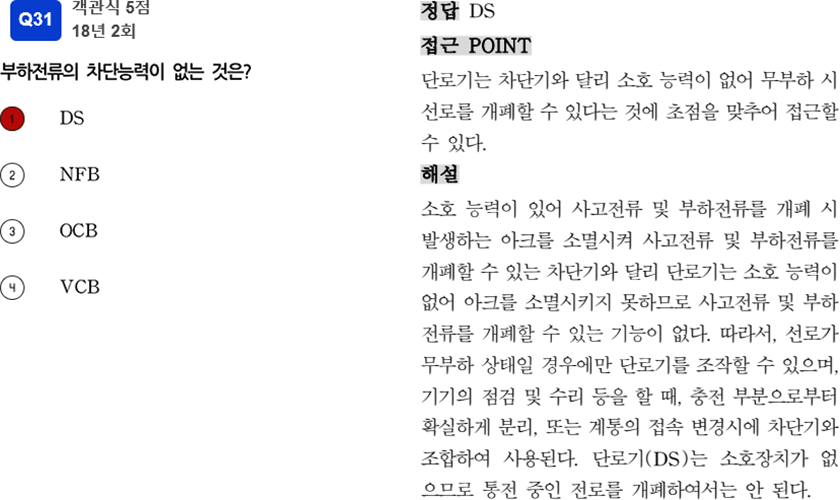 Q31
객관식 5점
18년 2회
부하전류의 차단능력이 없는 것은?
1 DS
2 NFB
3 OCB
4 VCB
정답 DS
접근 POINT
단로기는 차단기와 달리 소호 능력이 없어 무부하 시
선로를 개폐할 수 있다는 것에 초점을 맞추어 접근할
수 있다.
해설
소호 능력이 있어 사고전류 및 부하전류를 개폐 시
발생하는 아크를 소멸시켜 사고전류 및 부하전류를
개폐할 수 있는 차단기와 달리 단로기는 소호 능력이
없어 아크를 소멸시키지 못하므로 사고전류 및 부하
전류를 개폐할 수 있는 기능이 없다. 따라서, 선로가
무부하 상태일 경우에만 단로기를 조작할 수 있으며,
기기의 점검 및 수리 등을 할 때, 충전 부분으로부터
확실하게 분리, 또는 계통의 접속 변경시에 차단기와
조합하여 사용된다. 단로기(DS)는 소호장치가 없
으므로 통전 중인 전로를 개폐하여서는 안 된다.